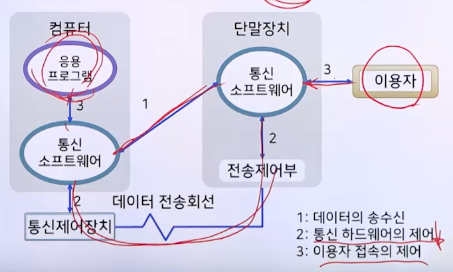 컴퓨터
응용
프로그램
3
통신
소프트웨어
2
통신제어장치
1
데이터 전송회선
단말장치
통신
소프트웨어
2
전송제어부
3
이용자
1: 데이터의 송수신
2: 통신 하드웨어의 제어
3: 이용자 접속의 제어